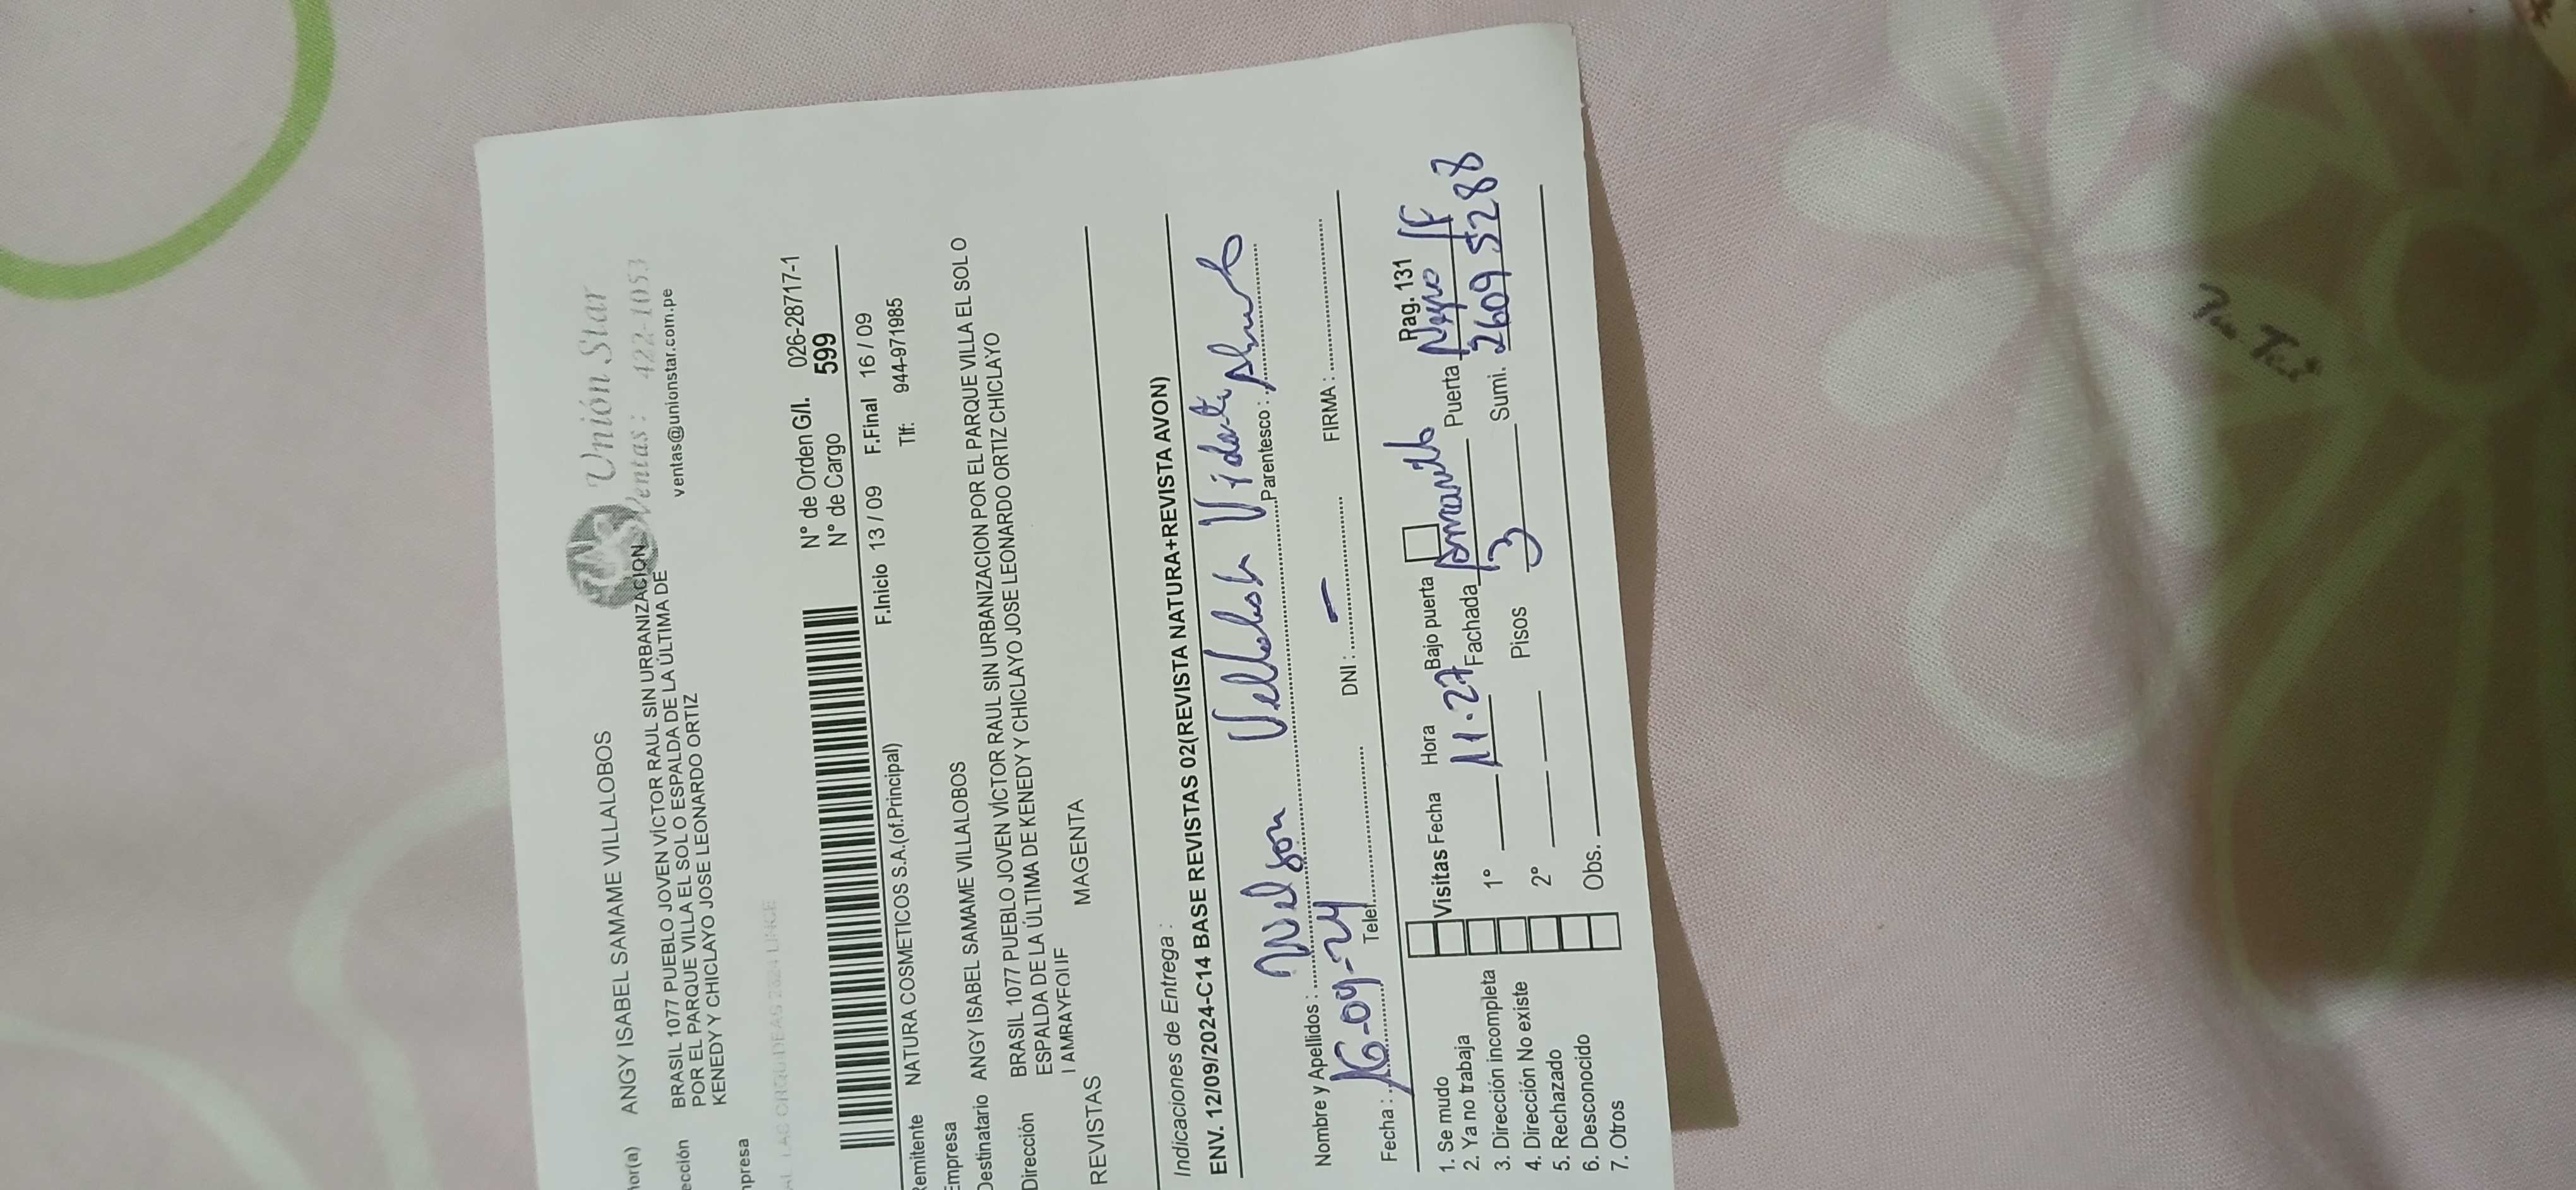 Unión Star
Ventas: 422-1053
ventas@unionstar.com.pe
ANGY ISABEL SAMAME VILLALOBOS
BRASIL 1077 PUEBLO JOVEN VÍCTOR RAUL SIN URBANIZACION
POR EL PARQUE VILLA EL SOL O ESPALDA DE LA ÚLTIMA DE
KENEDY Y CHICLAYO JOSE LEONARDO ORTIZ
N° de Orden G/I. 026-28717-1
N° de Cargo 599
F.Inicio 13 / 09 F.Final 16 / 09
Remitente NATURA COSMETICOS S.A.(of.Principal) Tlf: 944-971985
Empresa
Destinatario ANGY ISABEL SAMAME VILLALOBOS
Dirección BRASIL 1077 PUEBLO JOVEN VÍCTOR RAUL SIN URBANIZACION POR EL PARQUE VILLA EL SOL O
ESPALDA DE LA ÚLTIMA DE KENEDY Y CHICLAYO JOSE LEONARDO ORTIZ CHICLAYO
REVISTAS MAGENTA
Indicaciones de Entrega :
ENV. 12/09/2024-C14 BASE REVISTAS 02(REVISTA NATURA+REVISTA AVON)
Nombre y Apellidos : Nelson Parentesco :
Fecha : 16-09-24 Telef. DNI : – FIRMA :
Pag. 131
1. Se mudo Visitas Fecha Hora Bajo puerta
2. Ya no trabaja 1° 11.27 Fachada Puerta Negro
3. Dirección incompleta 2° Pisos 3 Sumi. 26095288
4. Dirección No existe Obs.
5. Rechazado
6. Desconocido
7. Otros